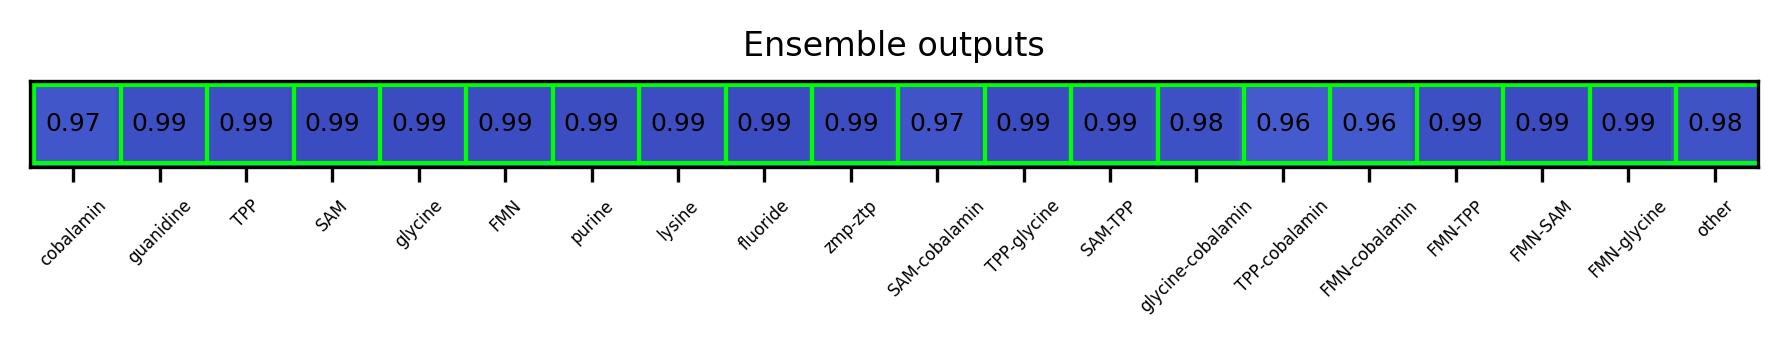 Ensemble outputs
0.97 0.99 0.99 0.99 0.99 0.99 0.99 0.99 0.99 0.99 0.97 0.99 0.99 0.98 0.96 0.96 0.99 0.99 0.99 0.98
cobalamin guanidine TPP SAM glycine FMN purine lysine fluoride zmp-ztp SAM-cobalamin TPP-glycine SAM-TPP glycine-cobalamin TPP-cobalamin FMN-cobalamin FMN-TPP FMN-SAM FMN-glycine other